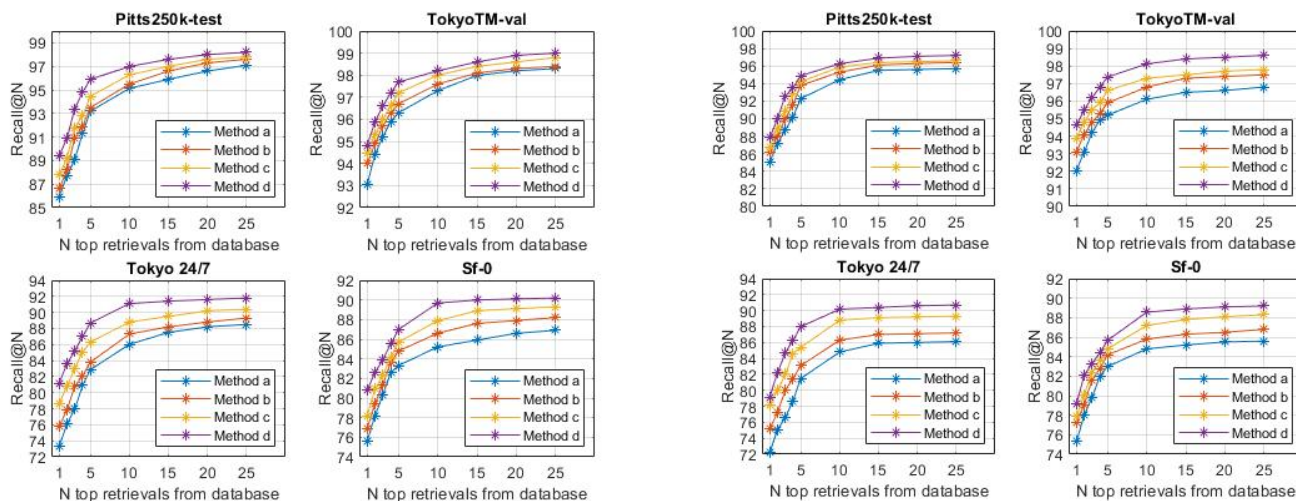 Pitts250k-test
99
97
95
93
91
89
87
85
Recall@N
Method a
Method b
Method c
Method d
1 5 10 15 20 25
N top retrievals from database
TokyoTM-val
100
99
98
97
96
95
94
93
92
Recall@N
Method a
Method b
Method c
Method d
1 5 10 15 20 25
N top retrievals from database
Pitts250k-test
100
98
96
94
92
90
88
86
84
82
80
Recall@N
Method a
Method b
Method c
Method d
1 5 10 15 20 25
N top retrievals from database
TokyoTM-val
100
99
98
97
96
95
94
93
92
91
90
Recall@N
Method a
Method b
Method c
Method d
1 5 10 15 20 25
N top retrievals from database
Tokyo 24/7
94
92
90
88
86
84
82
80
78
76
74
72
Recall@N
Method a
Method b
Method c
Method d
1 5 10 15 20 25
N top retrievals from database
Sf-0
92
90
88
86
84
82
80
78
76
74
Recall@N
Method a
Method b
Method c
Method d
1 5 10 15 20 25
N top retrievals from database
Tokyo 24/7
94
92
90
88
86
84
82
80
78
76
74
72
Recall@N
Method a
Method b
Method c
Method d
1 5 10 15 20 25
N top retrievals from database
Sf-0
92
90
88
86
84
82
80
78
76
74
Recall@N
Method a
Method b
Method c
Method d
1 5 10 15 20 25
N top retrievals from database